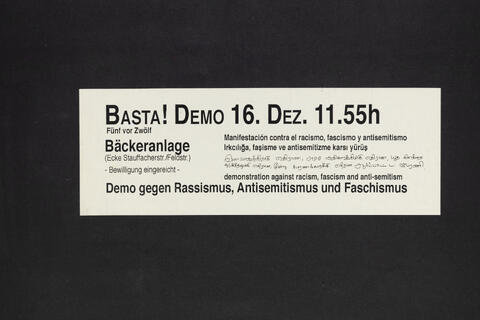 BASTA! DEMO 16. DEZ. 11.55h
Fünf vor Zwölf
Bäckeranlage
(Ecke Stauffacherstr./Feldstr.)
- Bewilligung eingereicht -
Manifestación contra el racismo, fascismo y antisemitismo
Irkcılığa, faşisme ve antisemitizme karsı yürüş
demonstration against racism, fascism and anti-semitism
Demo gegen Rassismus, Antisemitismus und Faschismus